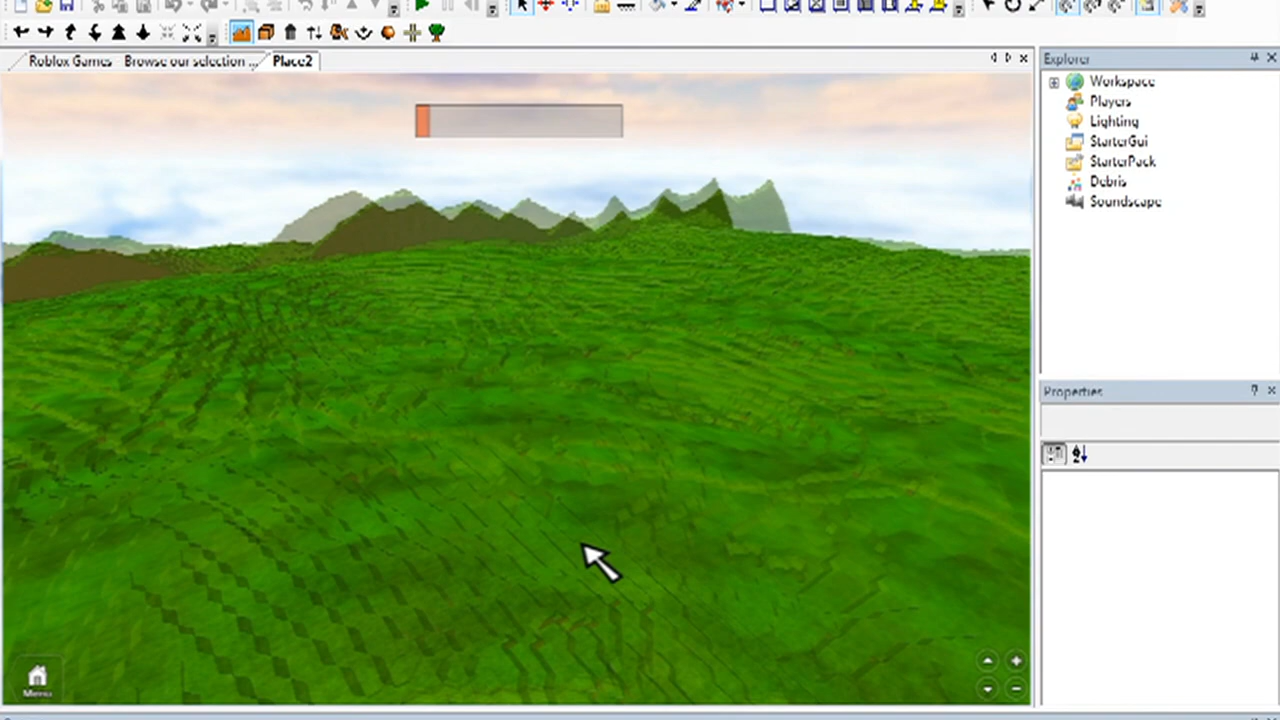 Roblox Games Browse our selection ... Place2
Explorer
Workspace
Players
Lighting
StarterGui
StarterPack
Debris
Soundscape
Properties
Menu